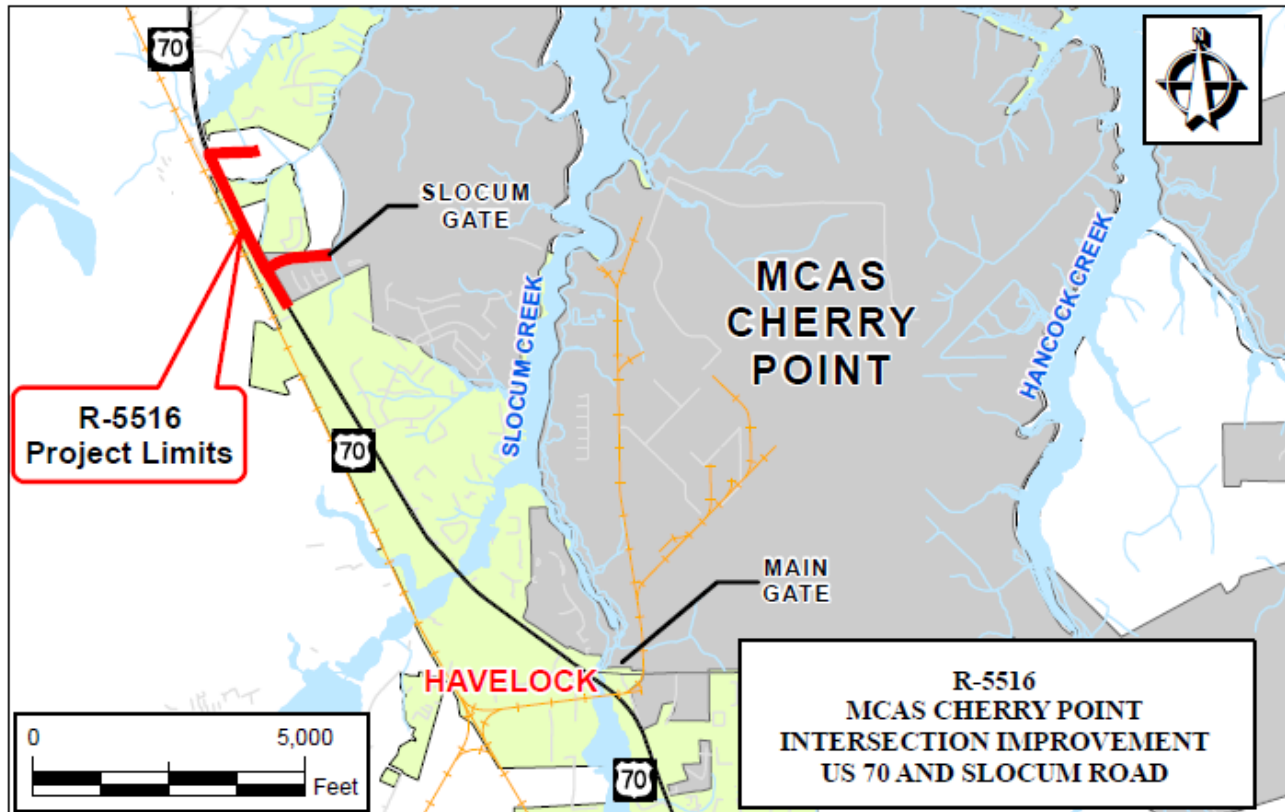 70
N
SLOCUM
GATE
SLOCUM CREEK
MCAS
CHERRY
POINT
HANCOCK CREEK
R-5516
Project Limits
70
MAIN
GATE
HAVELOCK
70
0 5,000
Feet
R-5516
MCAS CHERRY POINT
INTERSECTION IMPROVEMENT
US 70 AND SLOCUM ROAD